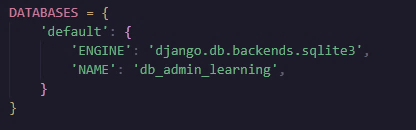 DATABASES = {
    'default': {
        'ENGINE': 'django.db.backends.sqlite3',
        'NAME': 'db_admin_learning',
    }
}